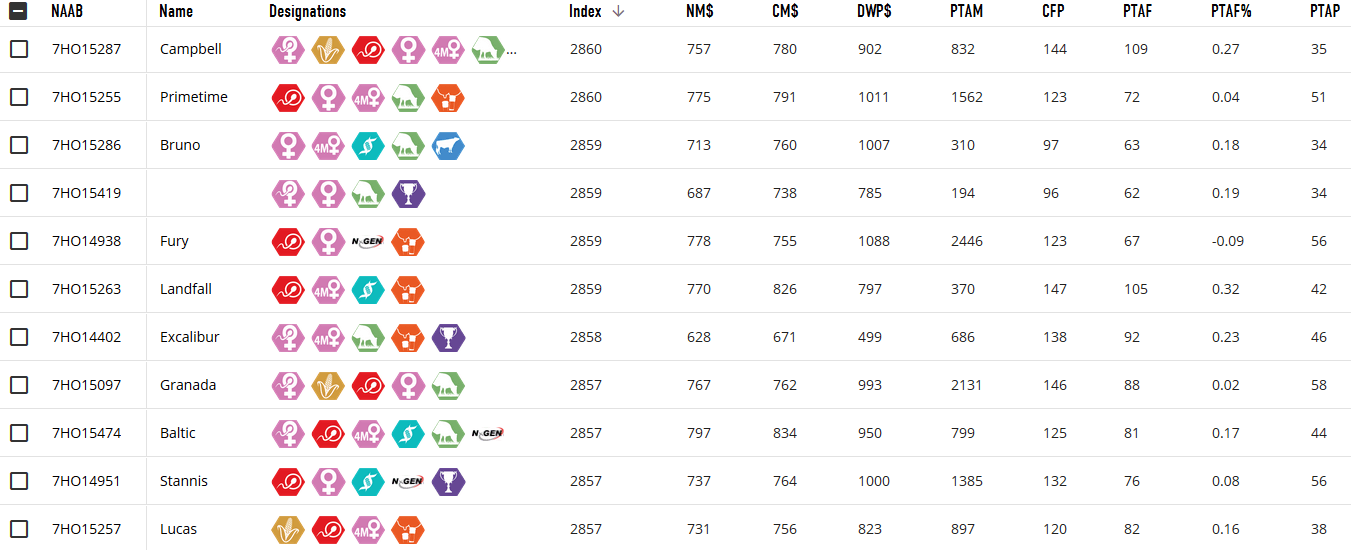 NAAB Name Designations Index ↓ NM$ CM$ DWP$ PTAM CFP PTAF PTAF% PTAP
7HO15287 Campbell 4M ... 2860 757 780 902 832 144 109 0.27 35
7HO15255 Primetime 4M 2860 775 791 1011 1562 123 72 0.04 51
7HO15286 Bruno 4M 2859 713 760 1007 310 97 63 0.18 34
7HO15419 2859 687 738 785 194 96 62 0.19 34
7HO14938 Fury NxGEN 2859 778 755 1088 2446 123 67 -0.09 56
7HO15263 Landfall 4M 2859 770 826 797 370 147 105 0.32 42
7HO14402 Excalibur 4M 2858 628 671 499 686 138 92 0.23 46
7HO15097 Granada 2857 767 762 993 2131 146 88 0.02 58
7HO15474 Baltic 4M NxGEN 2857 797 834 950 799 125 81 0.17 44
7HO14951 Stannis NxGEN 2857 737 764 1000 1385 132 76 0.08 56
7HO15257 Lucas 4M 2857 731 756 823 897 120 82 0.16 38